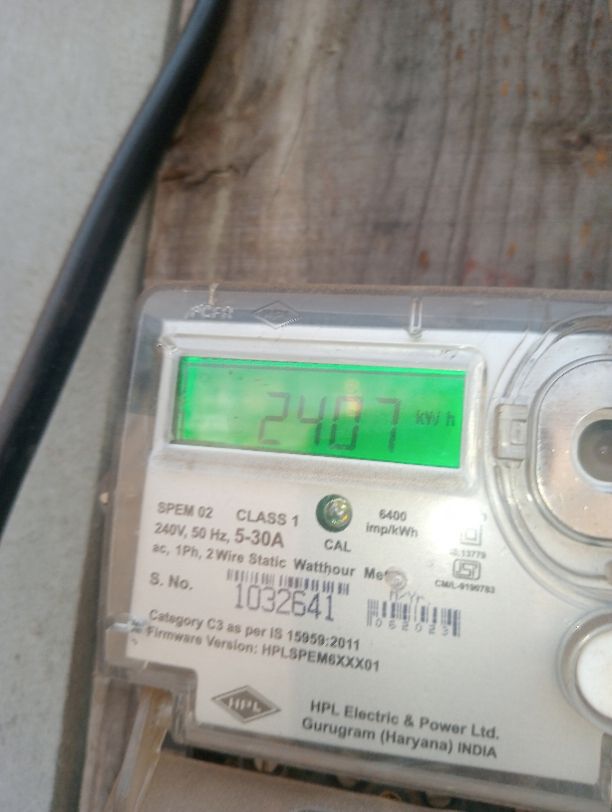 2407 kWh
SPEM 02 CLASS 1
6400 imp/kWh
240V, 50 Hz, 5-30A
CAL
ac, 1Ph, 2 Wire Static Watthour
CM/L-9190783
S. No. 1032641
Category C3 as per IS 15959:2011
Firmware Version: HPLSPEM6XXX01
HPL
HPL Electric & Power Ltd.
Gurugram (Haryana) INDIA